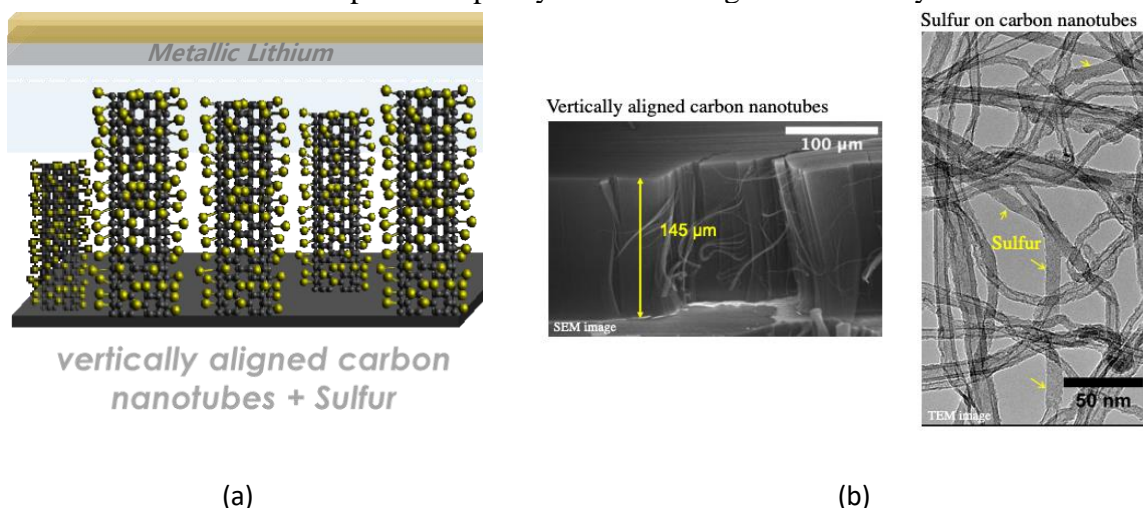 Metallic Lithium
vertically aligned carbon
nanotubes + Sulfur
(a)
Vertically aligned carbon nanotubes
100 µm
145 µm
SEM image
Sulfur on carbon nanotubes
Sulfur
50 nm
TEM image
(b)